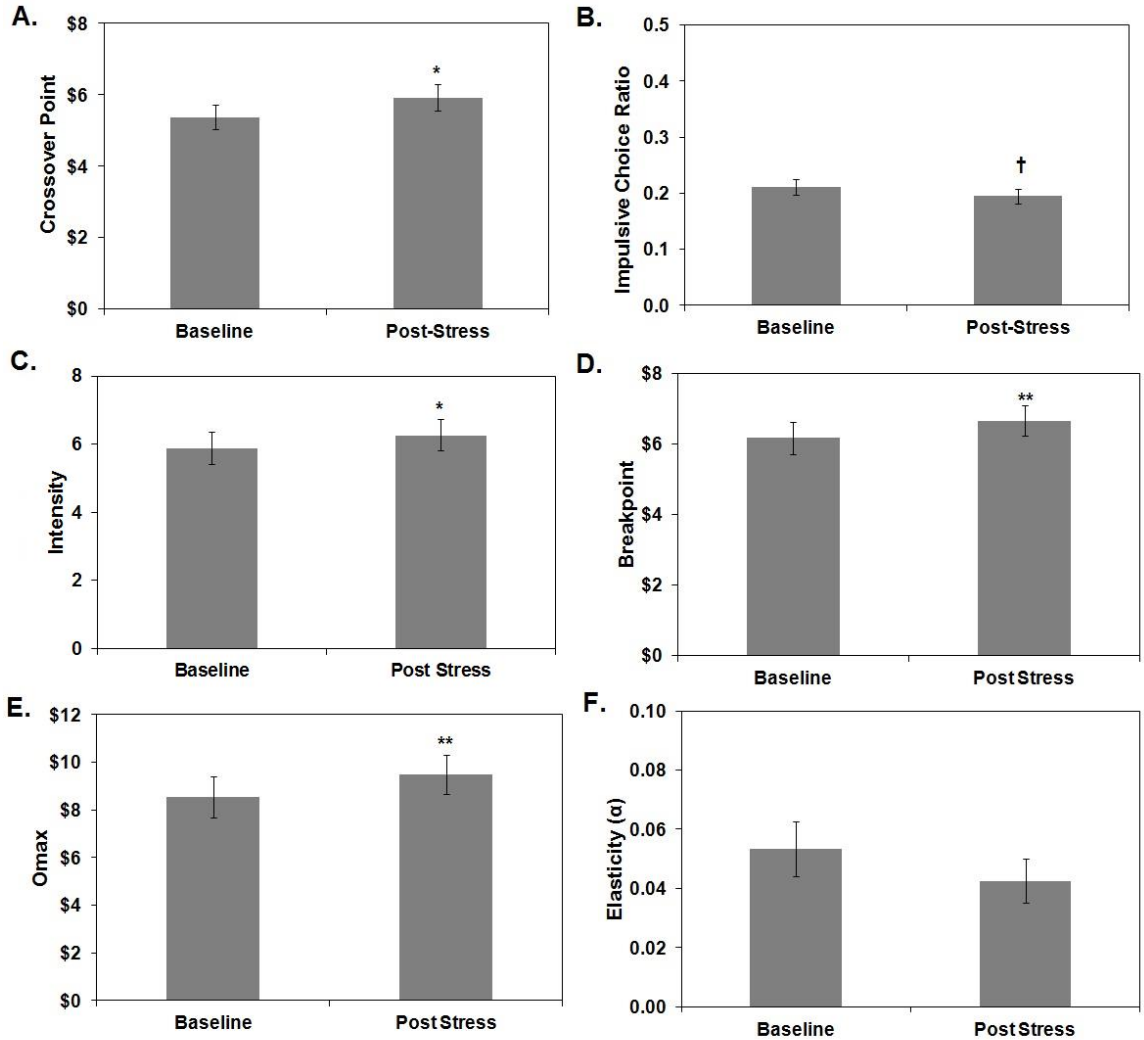 A.
Crossover Point
$8
$6
$4
$2
$0
*
Baseline
Post-Stress
B.
Impulsive Choice Ratio
0.5
0.4
0.3
0.2
0.1
0.0
†
Baseline
Post-Stress
C.
Intensity
8
6
4
2
0
*
Baseline
Post Stress
D.
Breakpoint
$8
$6
$4
$2
$0
**
Baseline
Post Stress
E.
Omax
$12
$10
$8
$6
$4
$2
$0
**
Baseline
Post Stress
F.
Elasticity (α)
0.10
0.08
0.06
0.04
0.02
0.00
Baseline
Post Stress